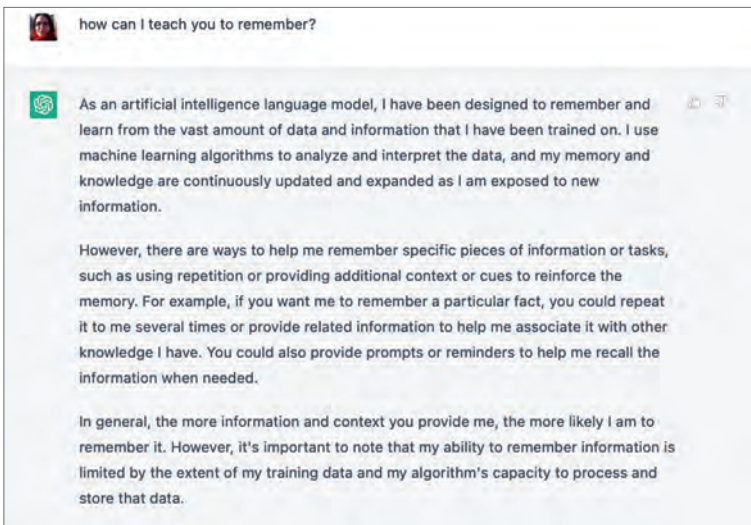 how can I teach you to remember?
As an artificial intelligence language model, I have been designed to remember and
learn from the vast amount of data and information that I have been trained on. I use
machine learning algorithms to analyze and interpret the data, and my memory and
knowledge are continuously updated and expanded as I am exposed to new
information.
However, there are ways to help me remember specific pieces of information or tasks,
such as using repetition or providing additional context or cues to reinforce the
memory. For example, if you want me to remember a particular fact, you could repeat
it to me several times or provide related information to help me associate it with other
knowledge I have. You could also provide prompts or reminders to help me recall the
information when needed.
In general, the more information and context you provide me, the more likely I am to
remember it. However, it's important to note that my ability to remember information is
limited by the extent of my training data and my algorithm's capacity to process and
store that data.